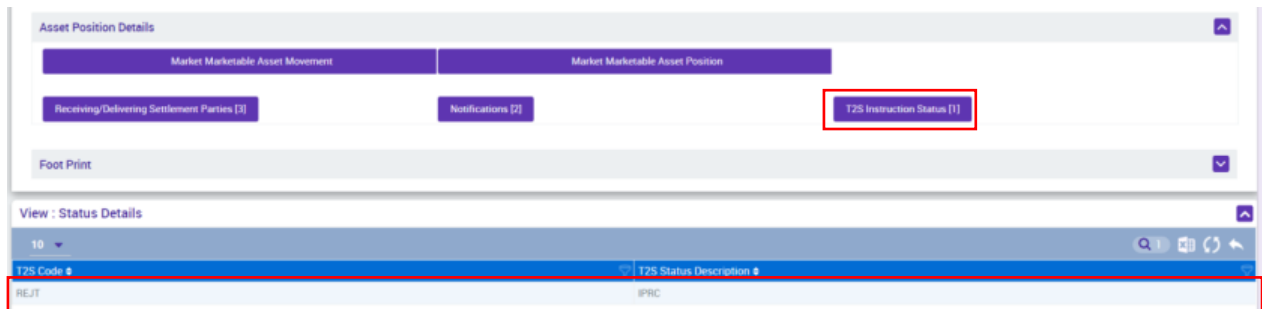 Asset Position Details
Market Marketable Asset Movement
Market Marketable Asset Position
Receiving/Delivering Settlement Parties [3]
Notifications [2]
T2S Instruction Status [1]
Foot Print
View : Status Details
10
1
T2S Code
T2S Status Description
REJT
IPRC